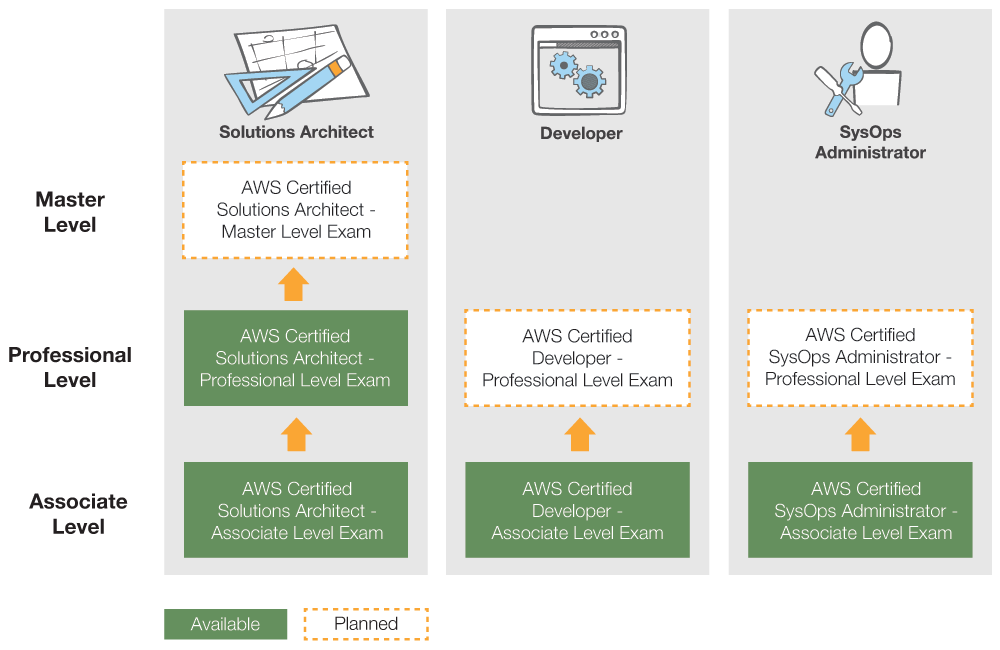 Solutions Architect
Developer
SysOps
Administrator
Master
Level
AWS Certified
Solutions Architect -
Master Level Exam
Professional
Level
AWS Certified
Solutions Architect -
Professional Level Exam
AWS Certified
Developer -
Professional Level Exam
AWS Certified
SysOps Administrator -
Professional Level Exam
Associate
Level
AWS Certified
Solutions Architect -
Associate Level Exam
AWS Certified
Developer -
Associate Level Exam
AWS Certified
SysOps Administrator -
Associate Level Exam
Available
Planned